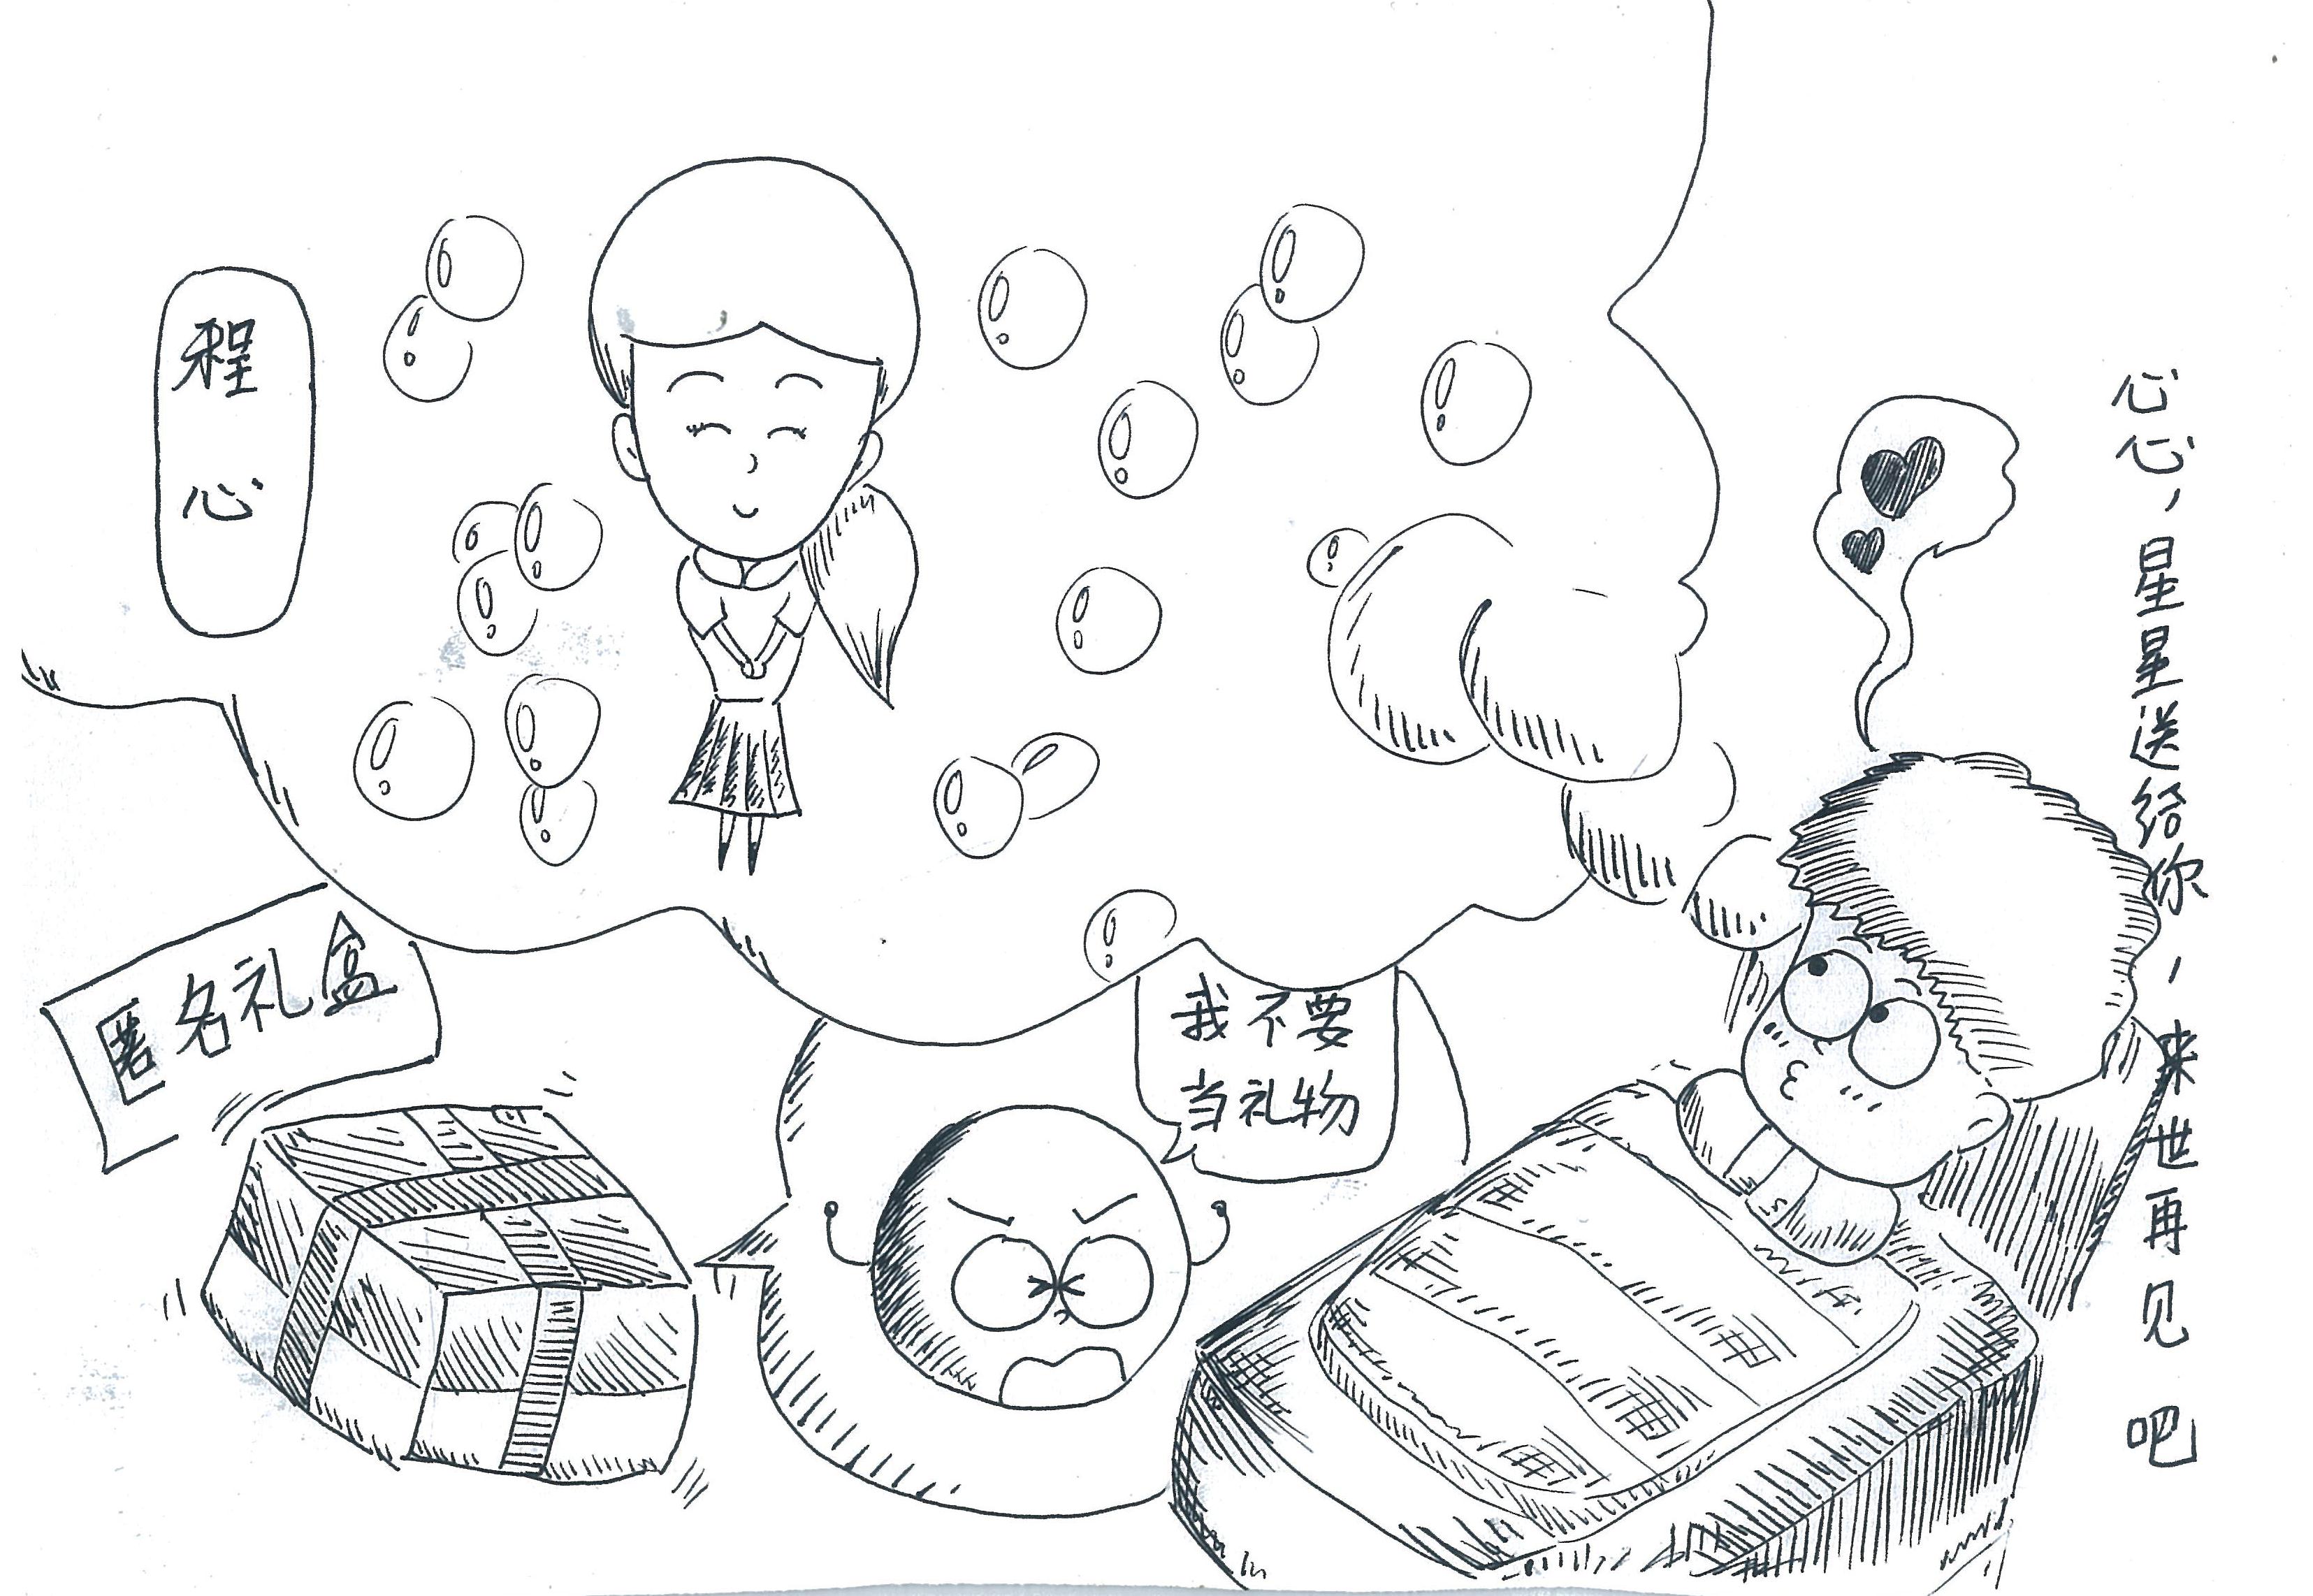 程心
心心，星星送给你，来世再见吧
匿名礼盒
我不要
当礼物